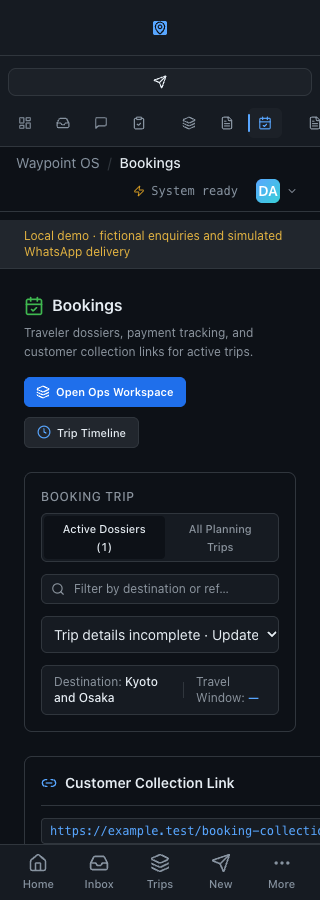 Waypoint OS / Bookings
System ready DA
Local demo · fictional enquiries and simulated
WhatsApp delivery
Bookings
Traveler dossiers, payment tracking, and
customer collection links for active trips.
Open Ops Workspace
Trip Timeline
BOOKING TRIP
Active Dossiers
(1)
All Planning
Trips
Filter by destination or ref...
Trip details incomplete · Update
Destination: Kyoto
and Osaka
Travel
Window: —
Customer Collection Link
https://example.test/booking-collectio
Home Inbox Trips New More